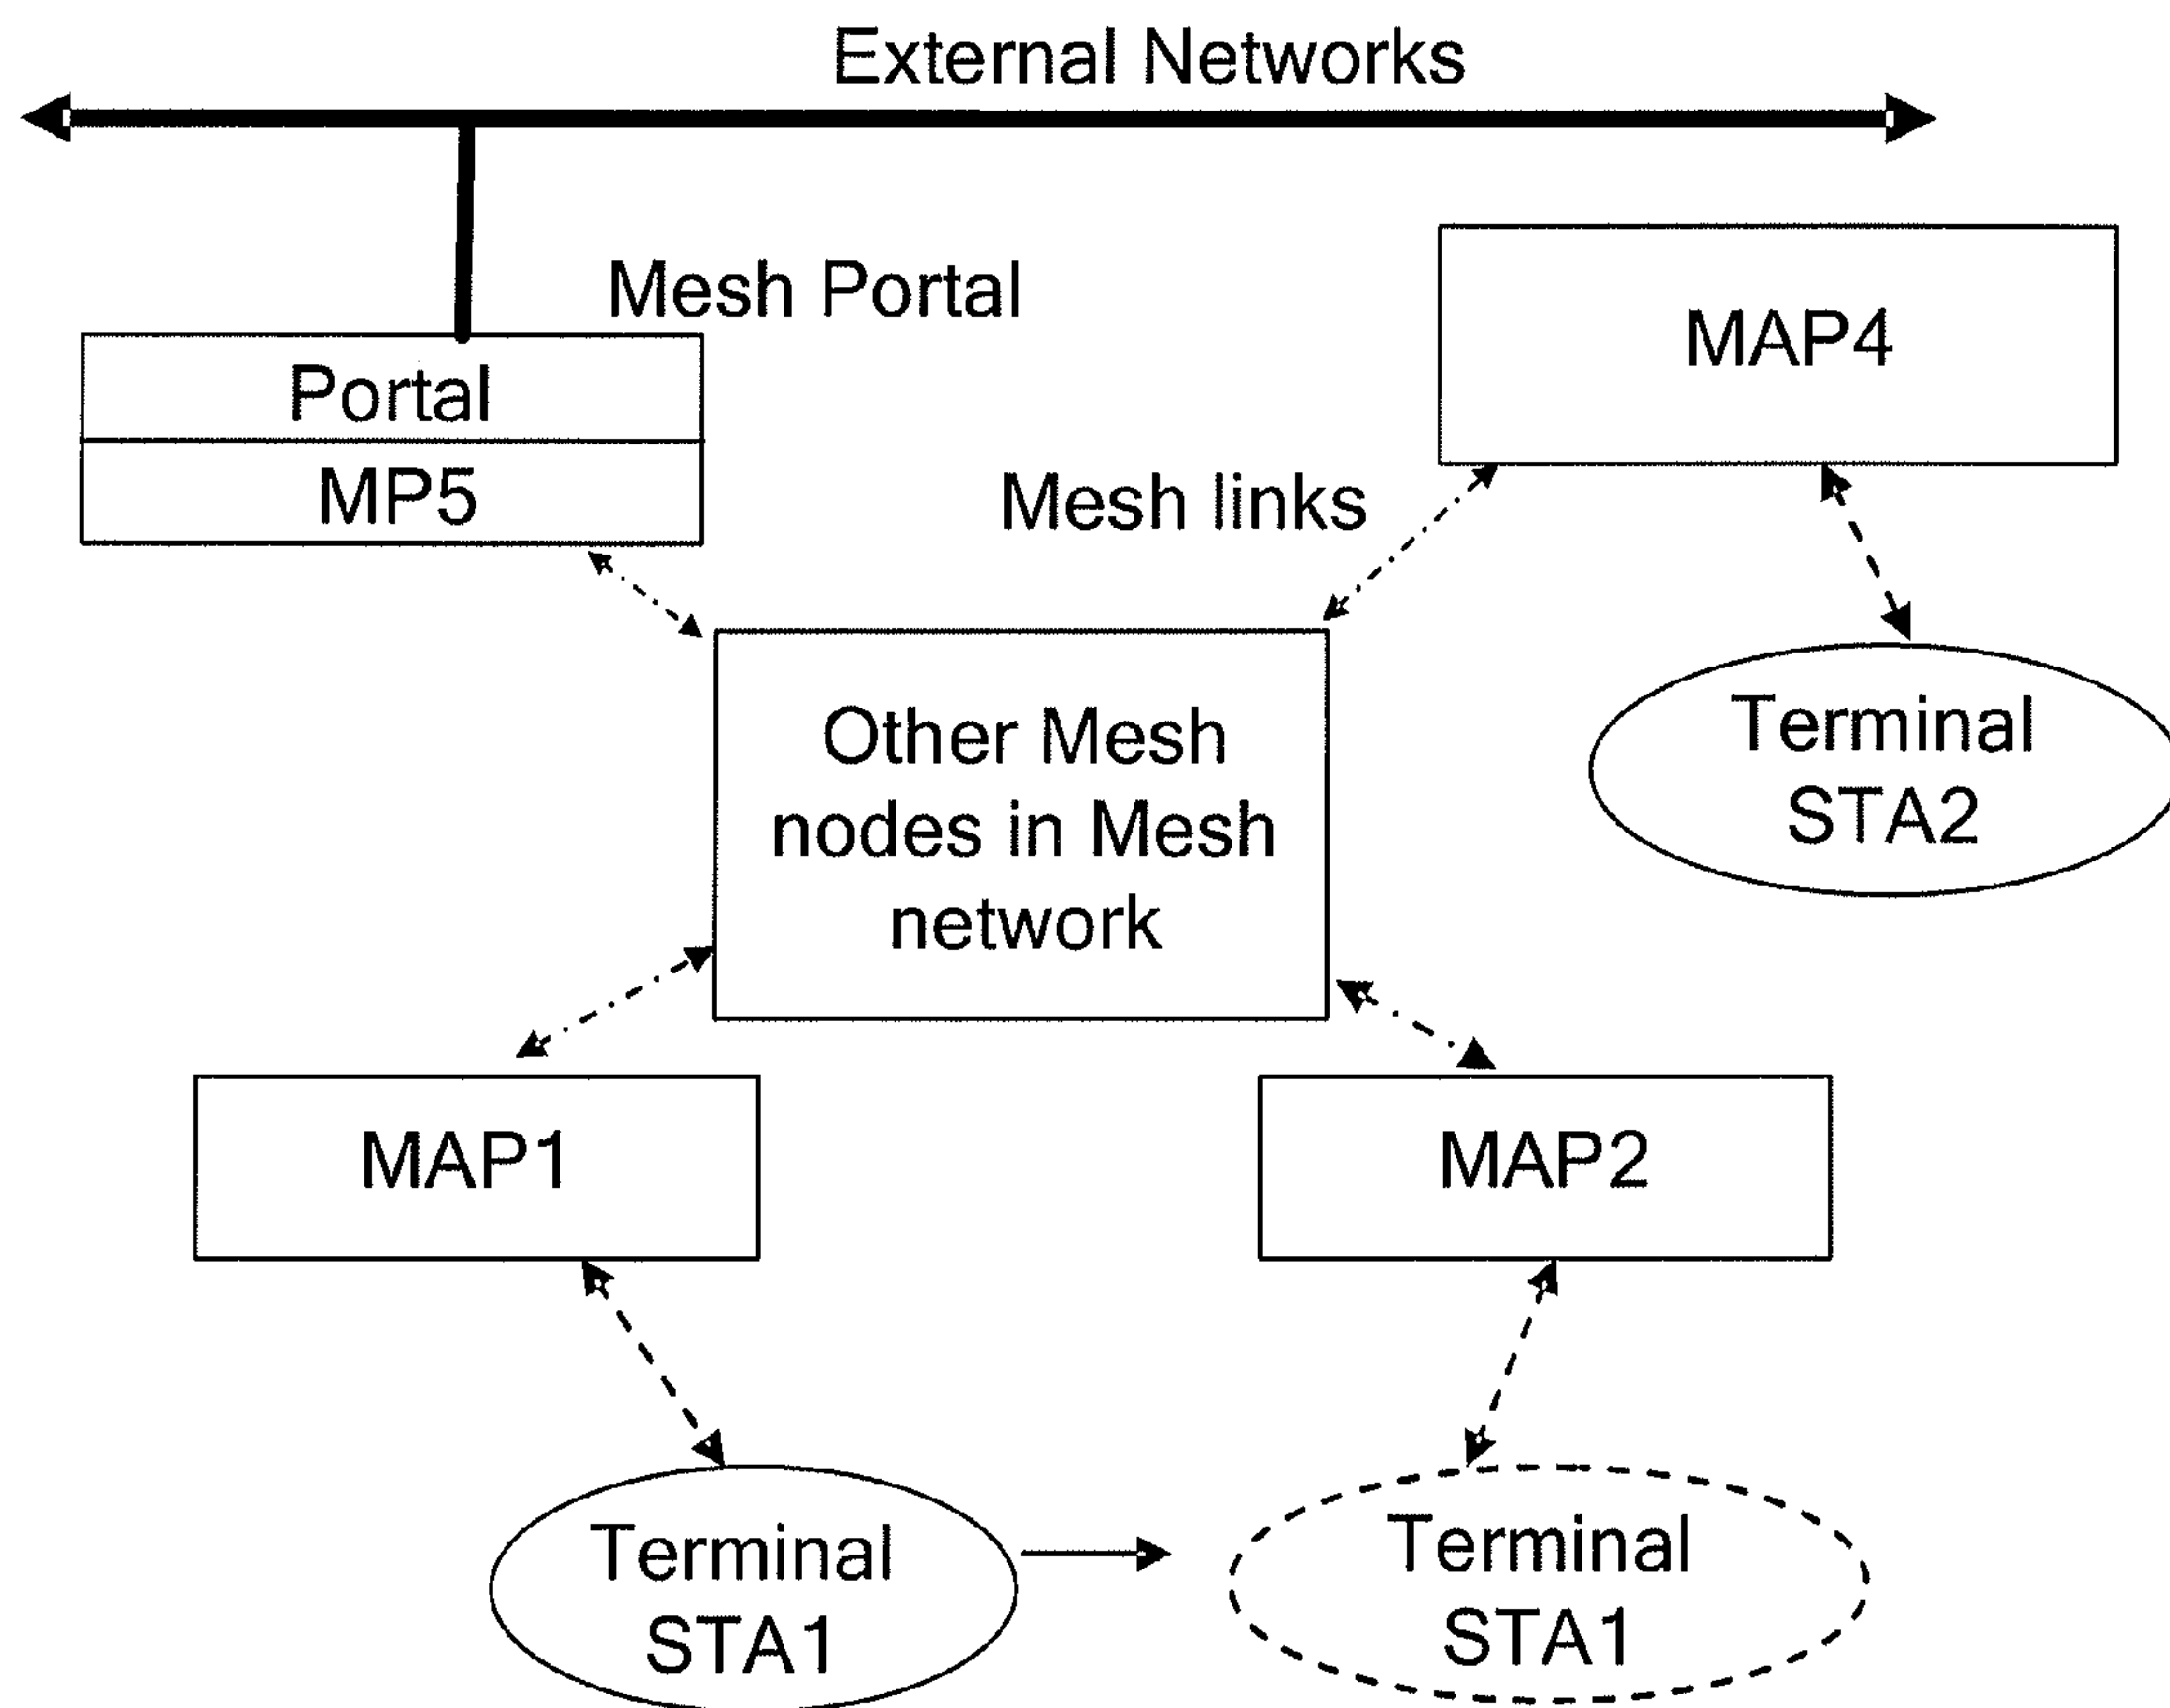 External Networks
Mesh Portal
MAP4
Portal
MP5
Mesh links
Other Mesh
nodes in Mesh
network
Terminal
STA2
MAP1
MAP2
Terminal
STA1
Terminal
STA1